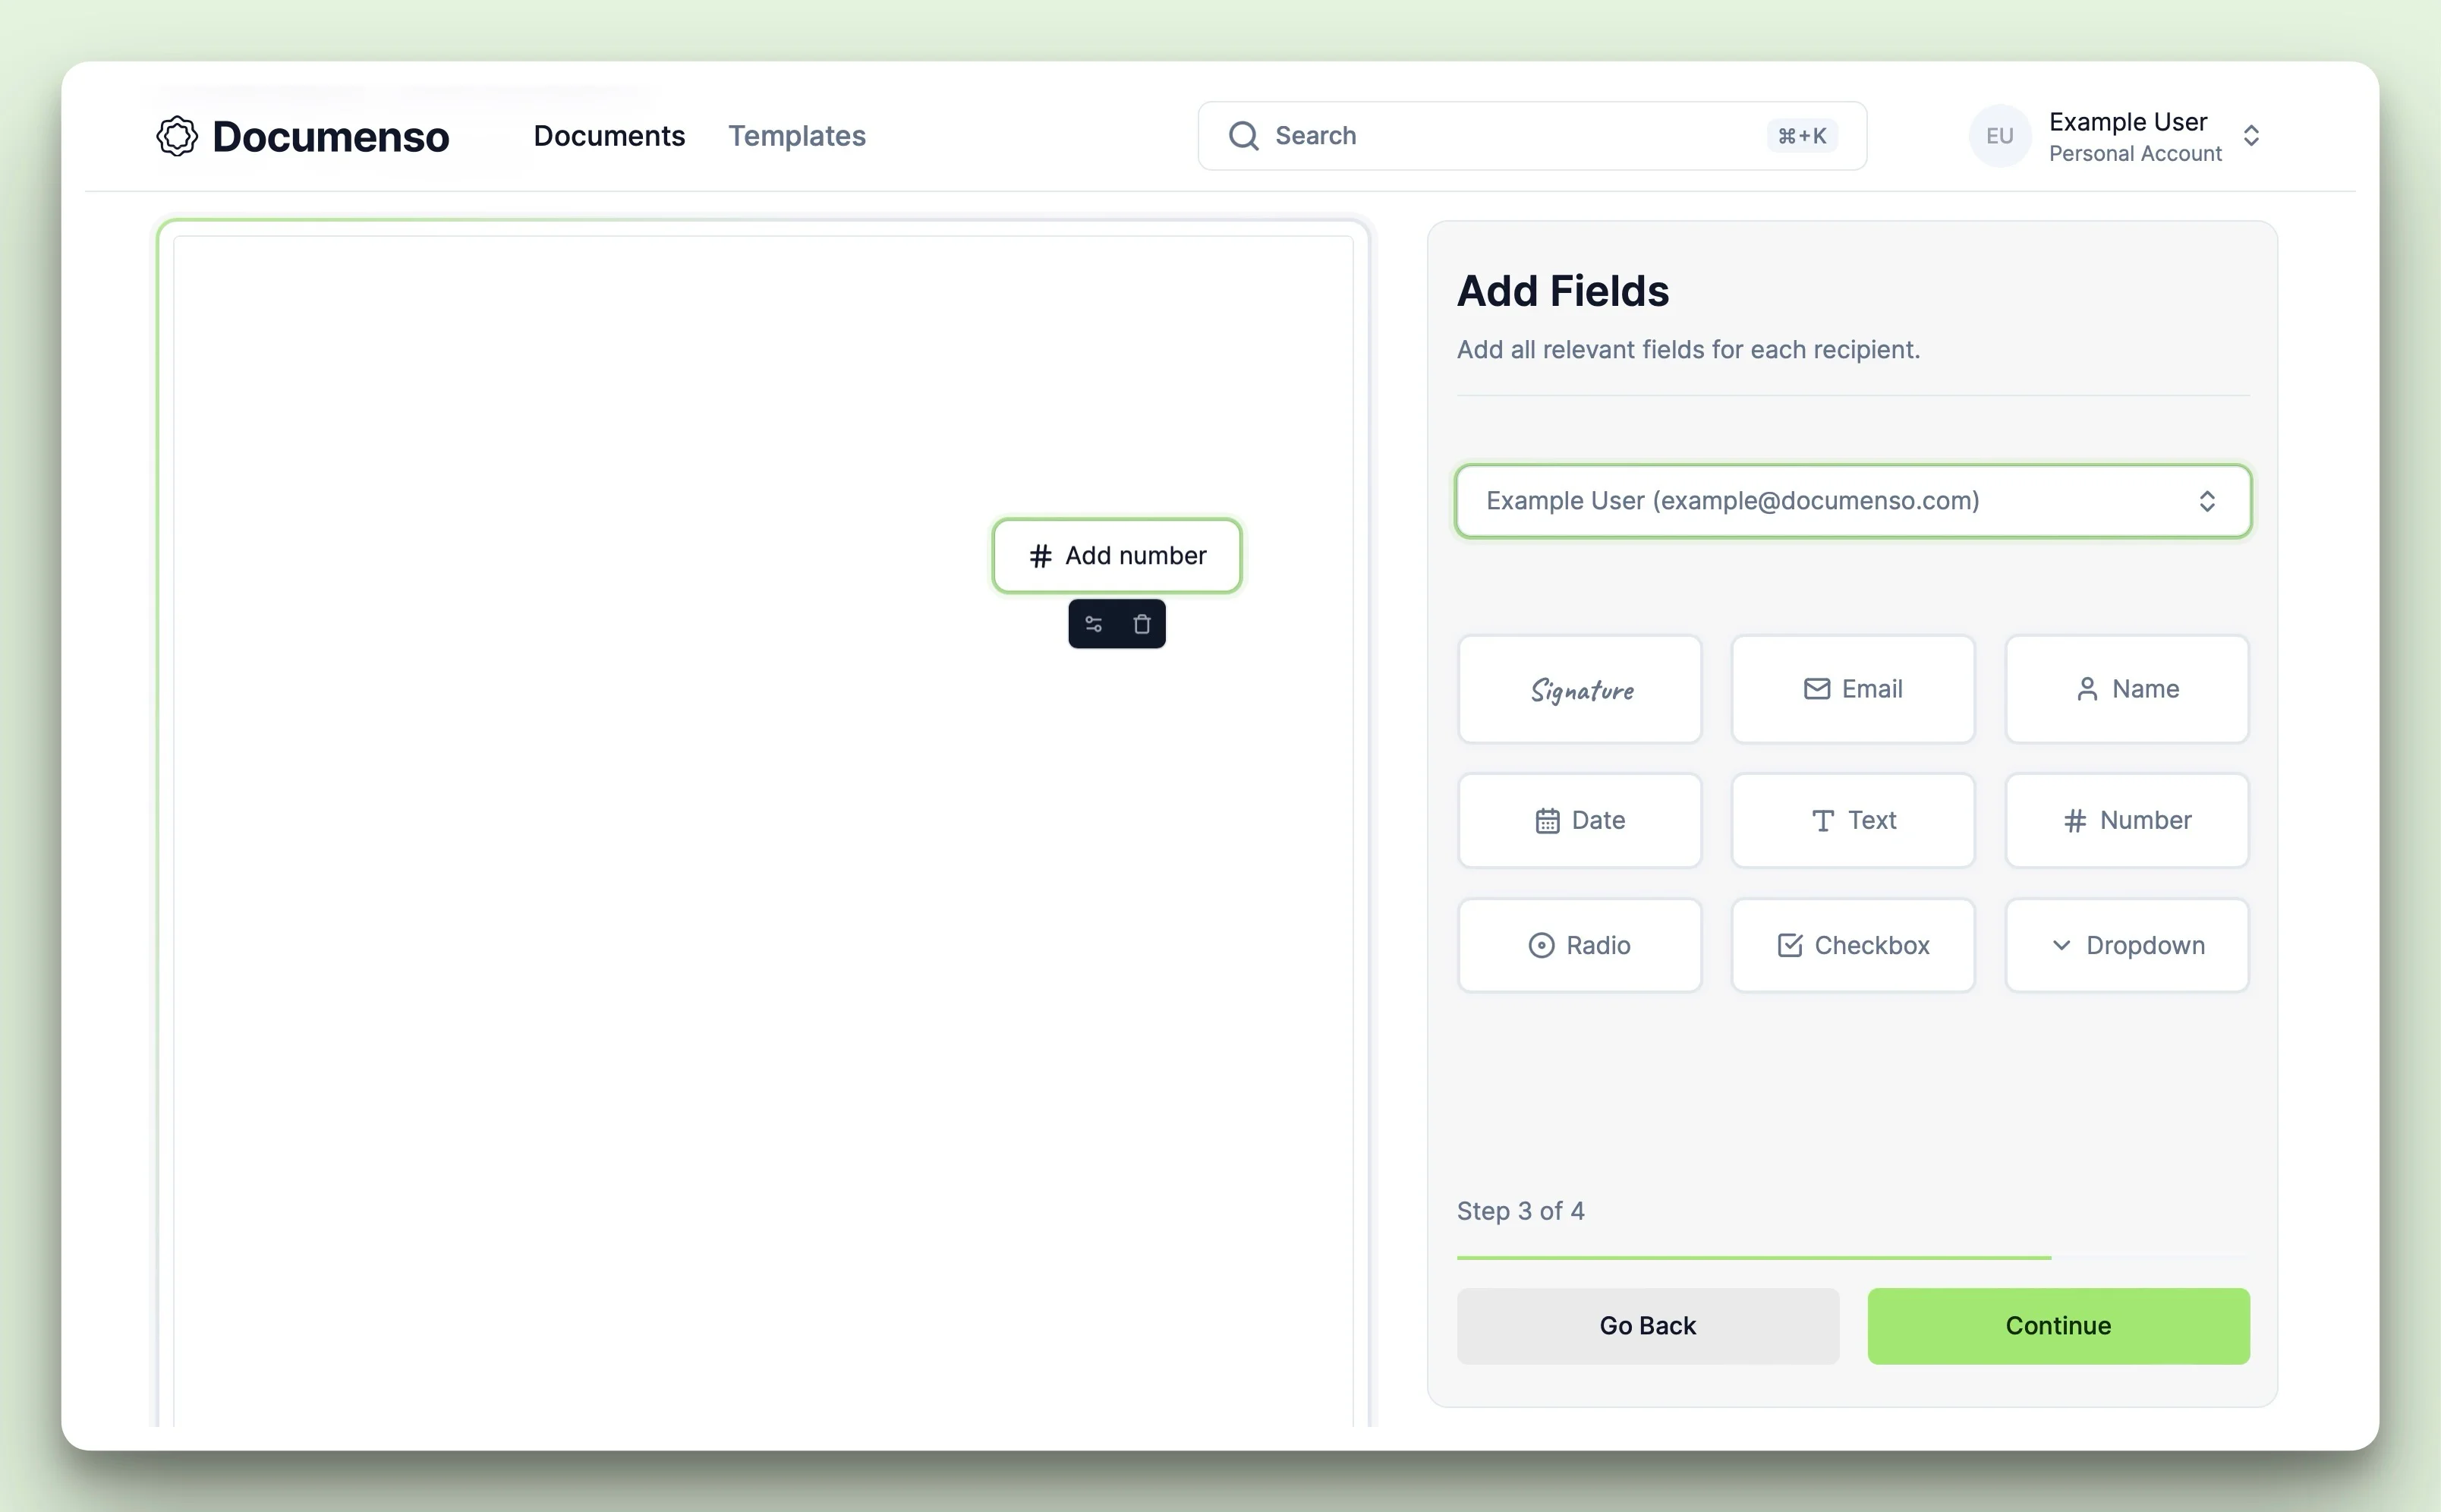 Documenso
Documents
Templates
Search
⌘+K
EU
Example User
Personal Account
Add number
Add Fields
Add all relevant fields for each recipient.
Example User (example@documenso.com)
Signature
Email
Name
Date
Text
Number
Radio
Checkbox
Dropdown
Step 3 of 4
Go Back
Continue